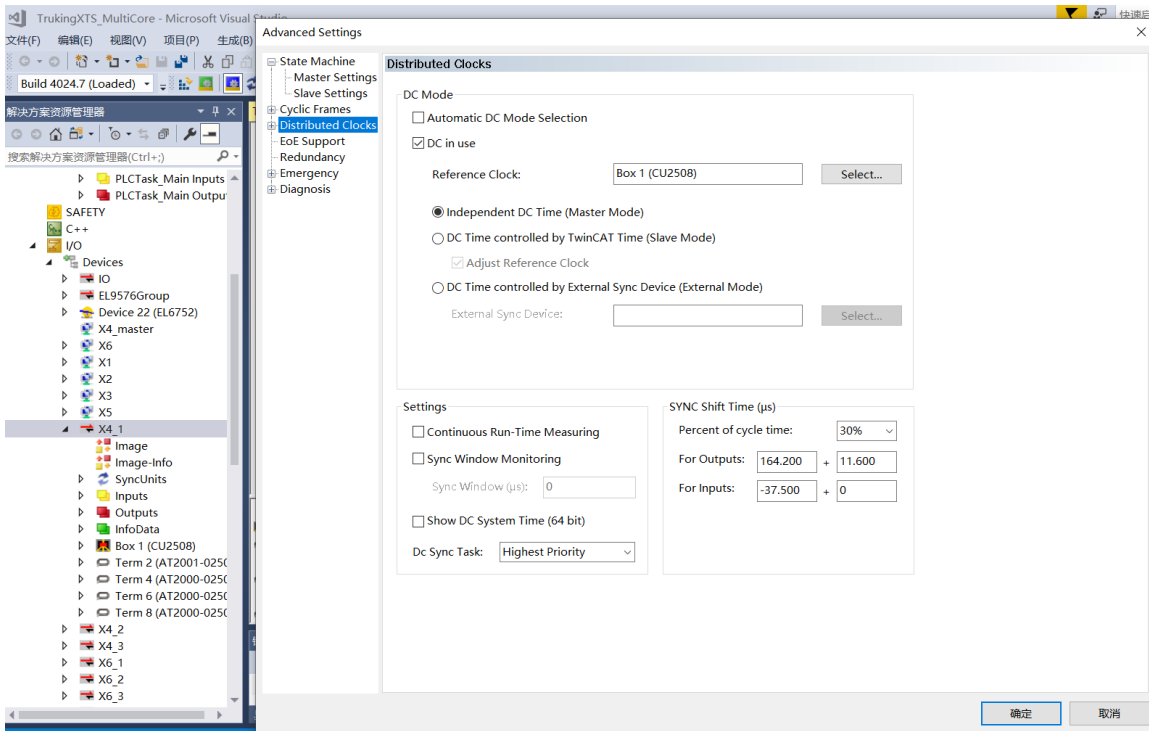 TrukingXTS_MultiCore - Microsoft Visual Studio
快速启
文件(F) 编辑(E) 视图(V) 项目(P) 生成(B)
Build 4024.7 (Loaded)
解决方案资源管理器
搜索解决方案资源管理器(Ctrl+;)
PLCTask_Main Inputs
PLCTask_Main Outpu
SAFETY
C++
I/O
Devices
IO
EL9576Group
Device 22 (EL6752)
X4_master
X6
X1
X2
X3
X5
X4_1
Image
Image-Info
SyncUnits
Inputs
Outputs
InfoData
Box 1 (CU2508)
Term 2 (AT2001-0250
Term 4 (AT2000-0250
Term 6 (AT2000-0250
Term 8 (AT2000-0250
X4_2
X4_3
X6_1
X6_2
X6_3
Advanced Settings
State Machine
Master Settings
Slave Settings
Cyclic Frames
Distributed Clocks
EoE Support
Redundancy
Emergency
Diagnosis
Distributed Clocks
DC Mode
Automatic DC Mode Selection
DC in use
Reference Clock: Box 1 (CU2508) Select...
Independent DC Time (Master Mode)
DC Time controlled by TwinCAT Time (Slave Mode)
Adjust Reference Clock
DC Time controlled by External Sync Device (External Mode)
External Sync Device: Select...
Settings
Continuous Run-Time Measuring
Sync Window Monitoring
Sync Window (μs): 0
Show DC System Time (64 bit)
Dc Sync Task: Highest Priority
SYNC Shift Time (μs)
Percent of cycle time: 30%
For Outputs: 164.200 + 11.600
For Inputs: -37.500 + 0
确定 取消